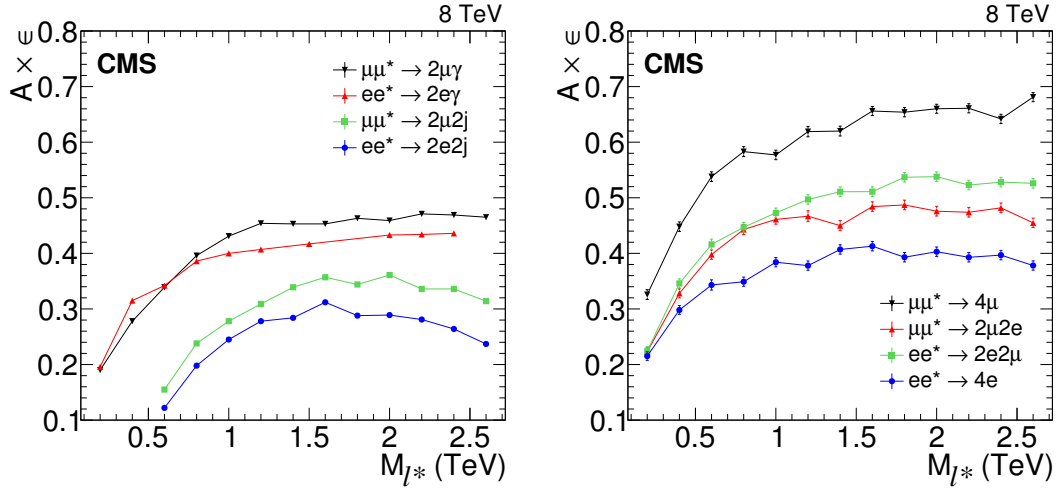 8 TeV
A × ϵ
CMS
μμ* → 2μγ
ee* → 2eγ
μμ* → 2μ2j
ee* → 2e2j
0.8
0.7
0.6
0.5
0.4
0.3
0.2
0.1
0.5 1 1.5 2 2.5
M_l* (TeV)
8 TeV
A × ϵ
CMS
0.8
0.7
0.6
0.5
0.4
0.3
0.2
0.1
μμ* → 4μ
μμ* → 2μ2e
ee* → 2e2μ
ee* → 4e
0.5 1 1.5 2 2.5
M_l* (TeV)